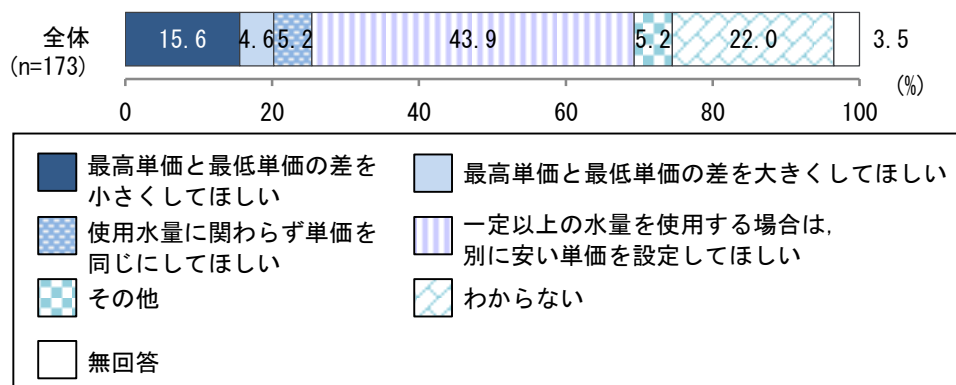 全体
(n=173)
15.6 4.6 5.2 43.9 5.2 22.0 3.5
(%)
0 20 40 60 80 100
最高単価と最低単価の差を
小さくしてほしい
最高単価と最低単価の差を大きくしてほしい
使用水量に関わらず単価を
同じにしてほしい
一定以上の水量を使用する場合は,
別に安い単価を設定してほしい
その他
わからない
無回答